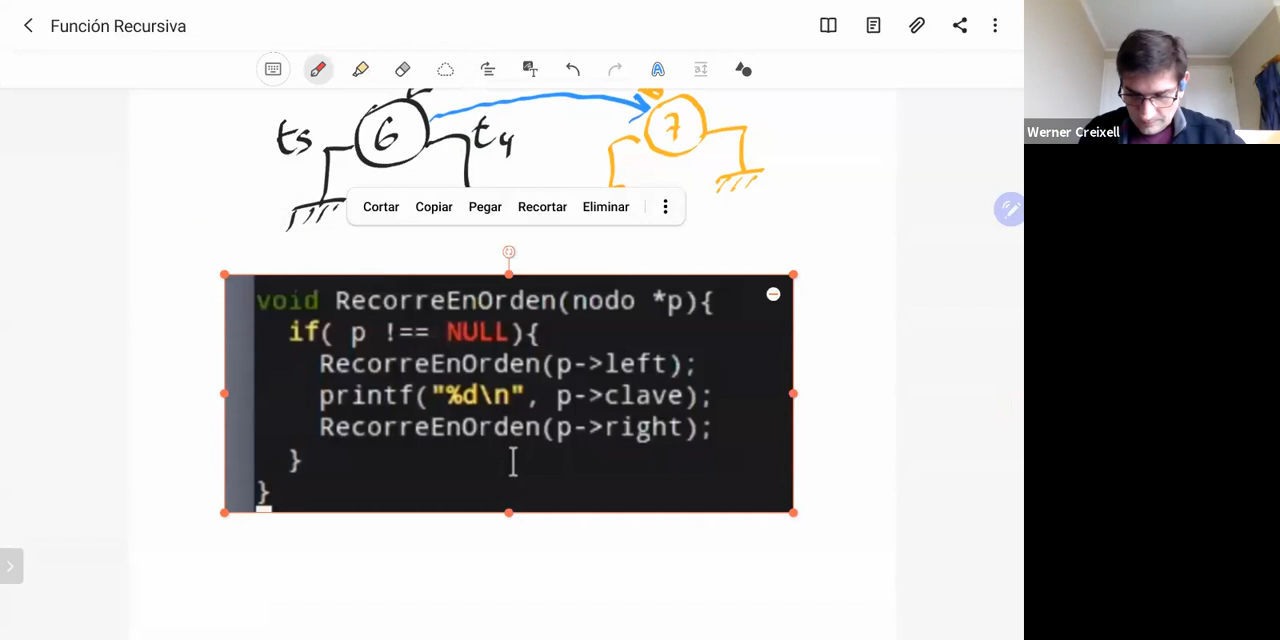 Función Recursiva
Werner Creixell
6
7
t5
t4
Cortar Copiar Pegar Recortar Eliminar
void RecorreEnOrden(nodo *p){
if( p !== NULL){
RecorreEnOrden(p->left);
printf("%d\n", p->clave);
RecorreEnOrden(p->right);
}
}